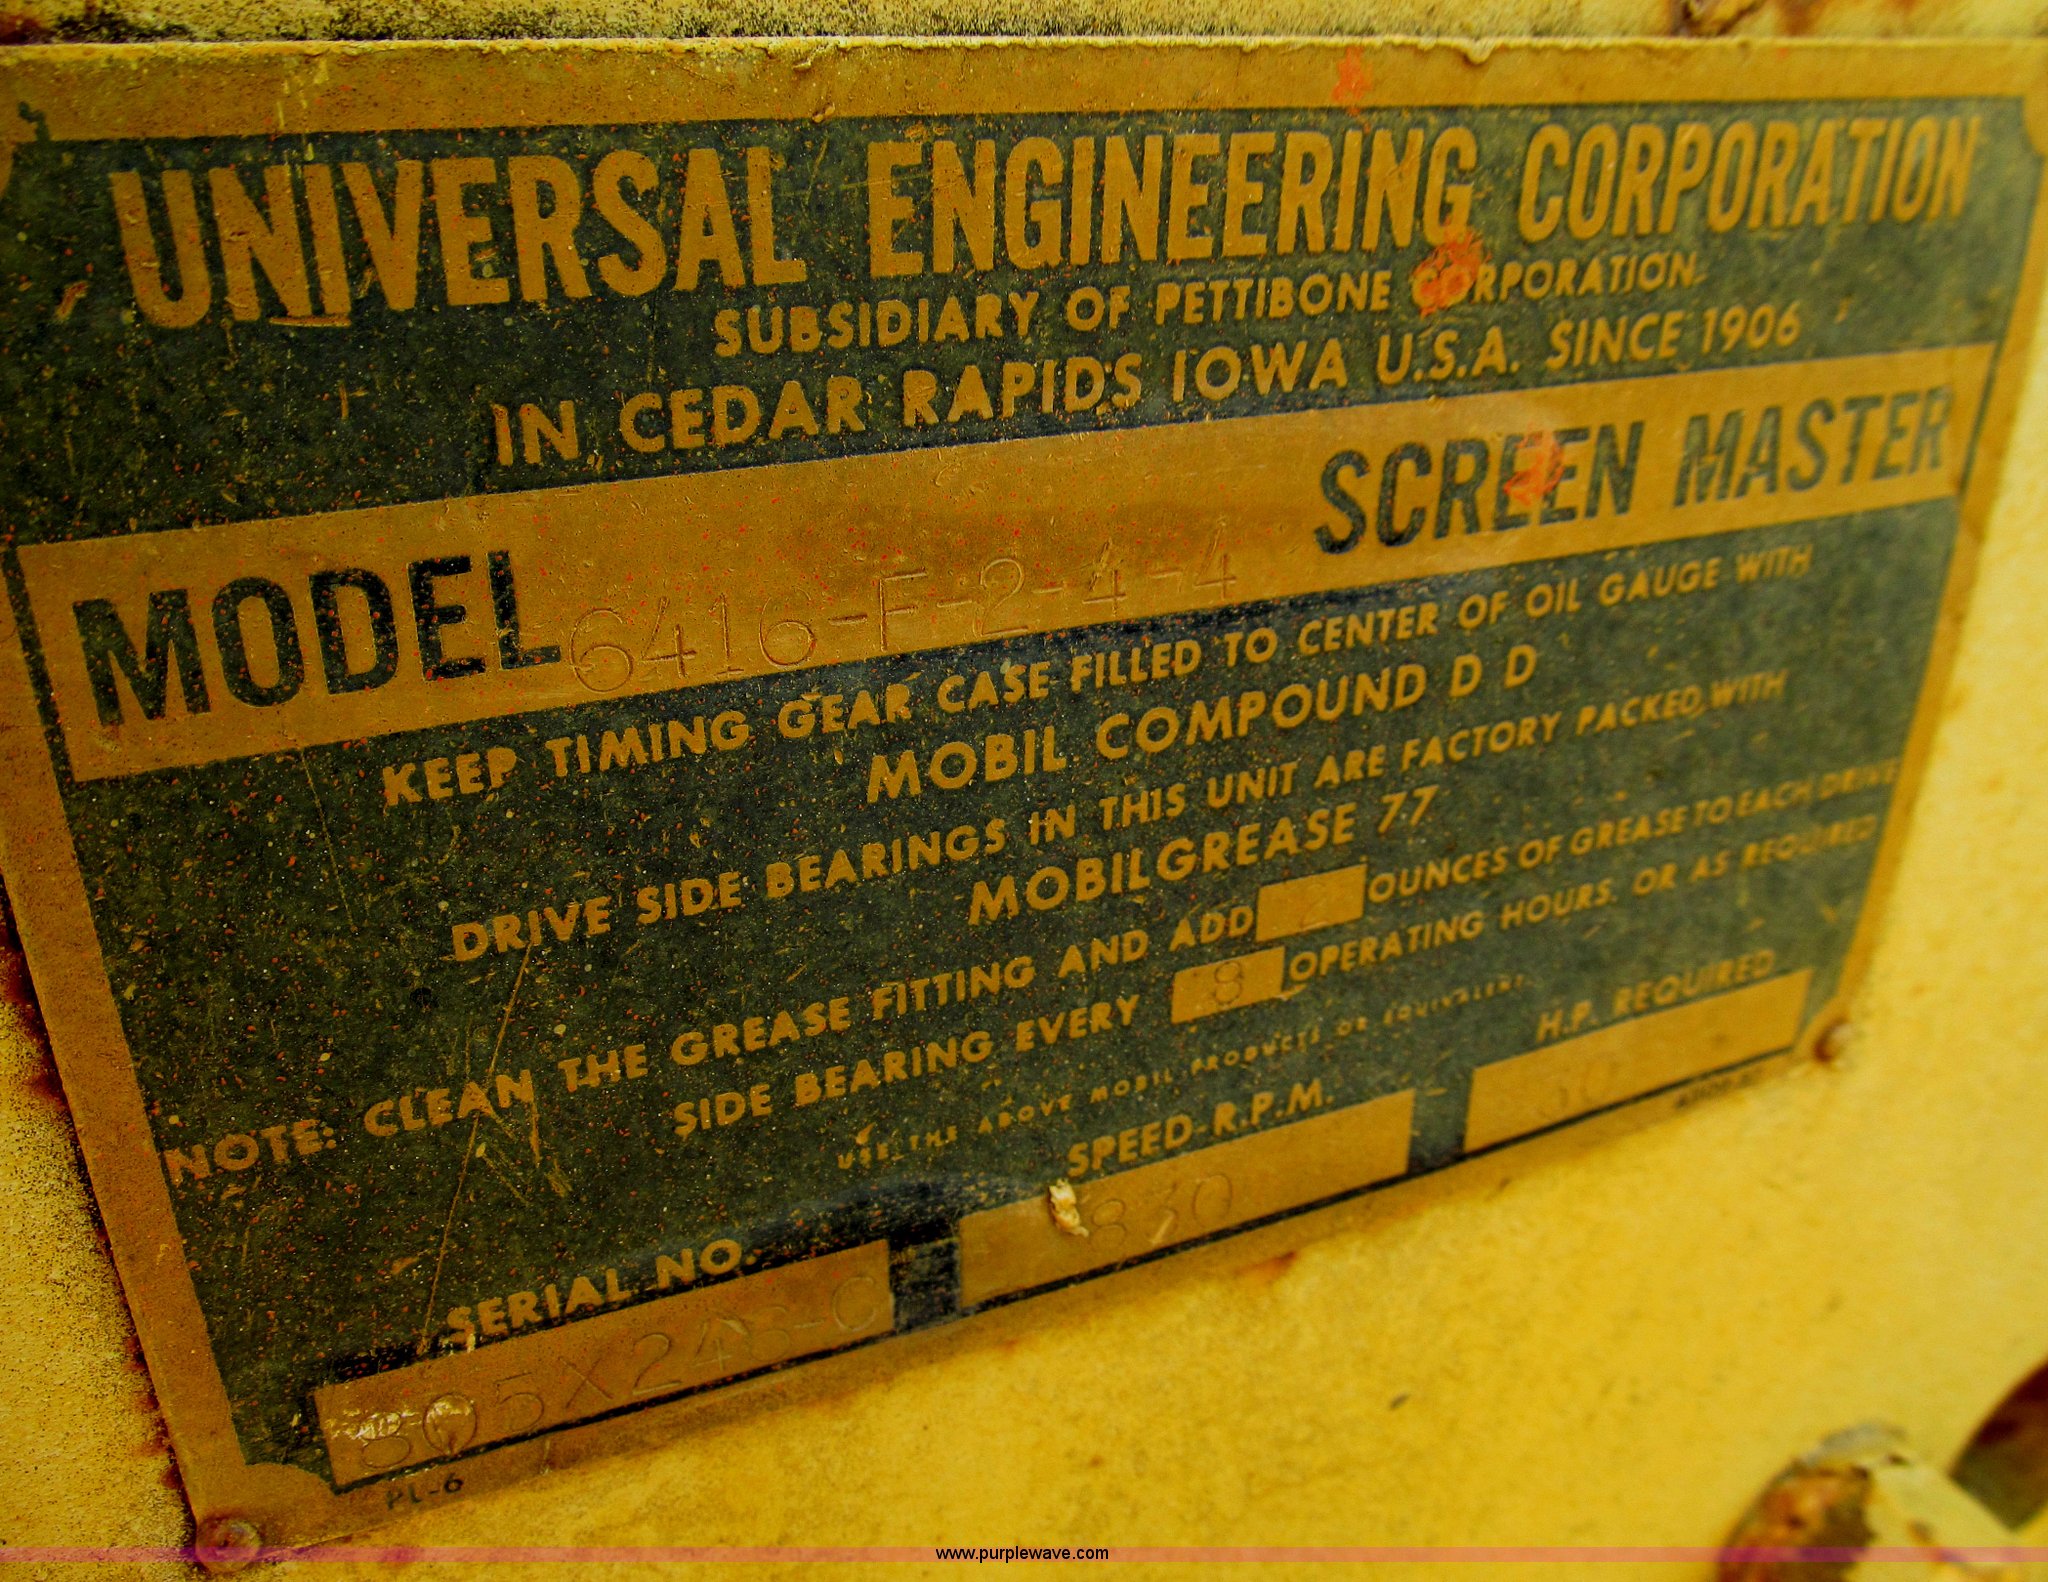 UNIVERSAL ENGINEERING CORPORATION
SUBSIDIARY OF PETTIBONE CORPORATION
IN CEDAR RAPIDS IOWA U.S.A. SINCE 1906
MODEL 6416-F-2-4-4 SCREEN MASTER
KEEP TIMING GEAR CASE FILLED TO CENTER OF OIL GAUGE WITH
MOBIL COMPOUND D D
DRIVE SIDE BEARINGS IN THIS UNIT ARE FACTORY PACKED WITH
MOBILGREASE 77
NOTE: CLEAN THE GREASE FITTING AND ADD 2 OUNCES OF GREASE TO EACH DRIVE
SIDE BEARING EVERY 8 OPERATING HOURS. OR AS REQUIRED
USE THE ABOVE MOBIL PRODUCTS OR EQUIVALENT
SERIAL NO. SPEED-R.P.M. H.P. REQUIRED
830 30
PL-6
www.purplewave.com